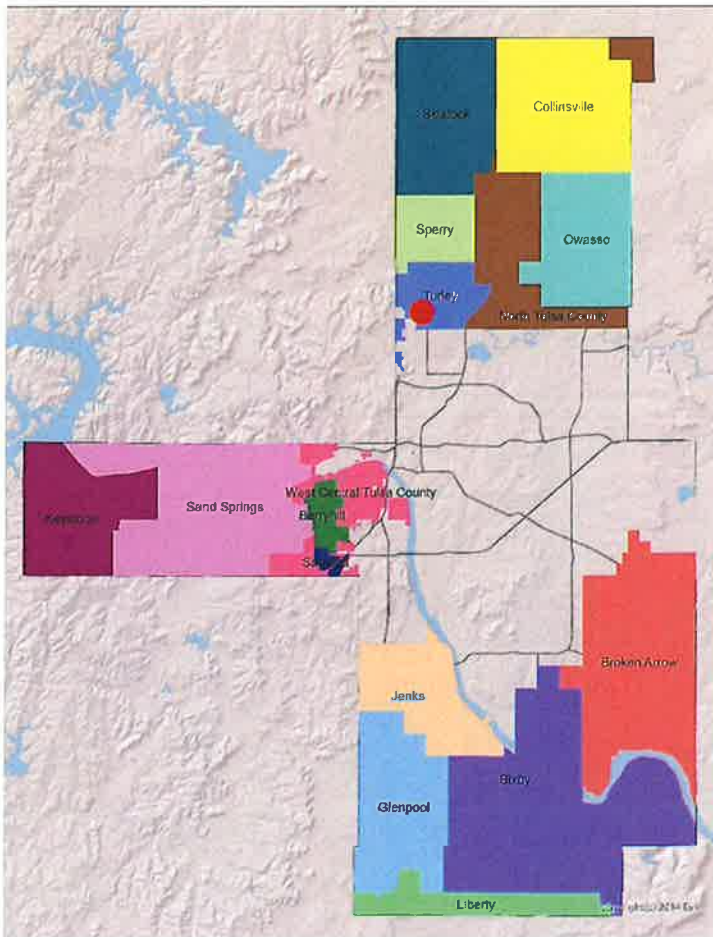 Collinsville
Skiatook
Sperry
Owasso
Turley
North Tulsa County
West Central Tulsa County
Sand Springs
Keystone
Berryhill
Broken Arrow
Jenks
Bixby
Glenpool
Liberty